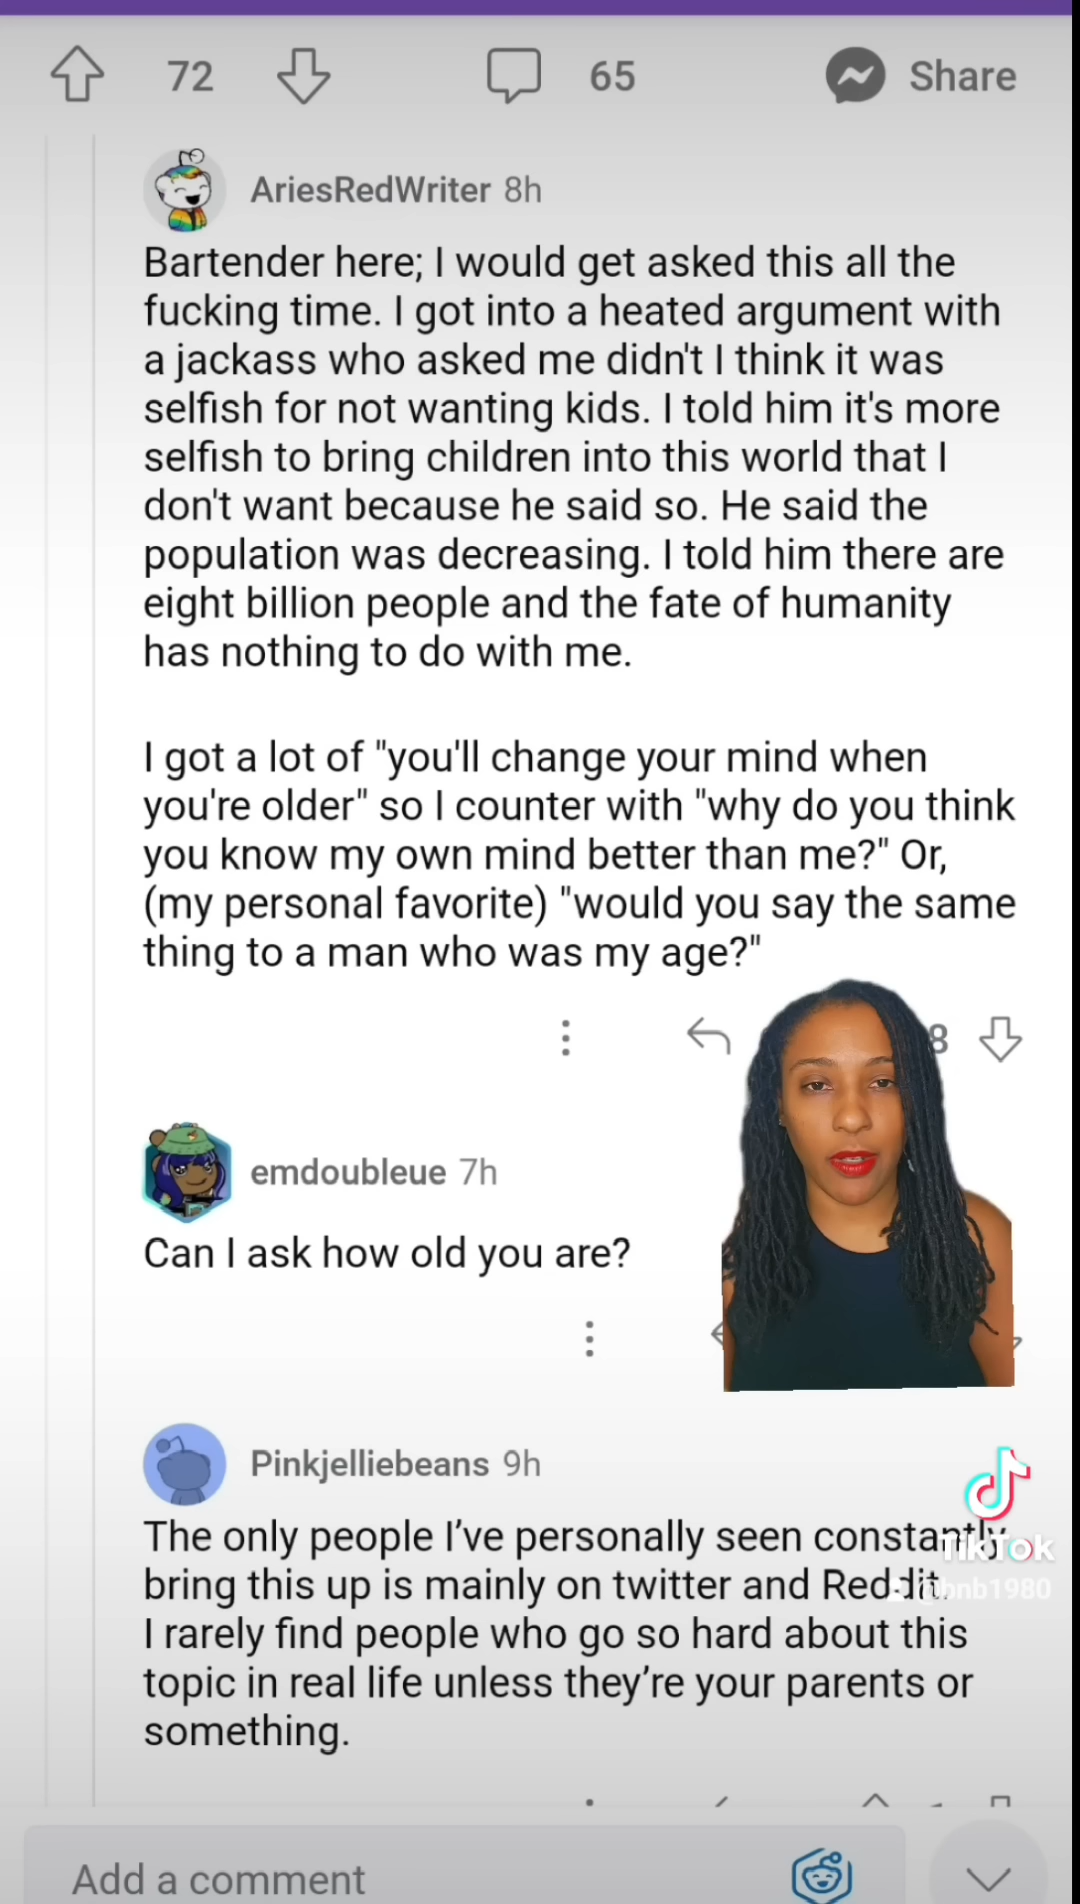 72 65 Share
AriesRedWriter 8h
Bartender here; I would get asked this all the
fucking time. I got into a heated argument with
a jackass who asked me didn't I think it was
selfish for not wanting kids. I told him it's more
selfish to bring children into this world that I
don't want because he said so. He said the
population was decreasing. I told him there are
eight billion people and the fate of humanity
has nothing to do with me.
I got a lot of "you'll change your mind when
you're older" so I counter with "why do you think
you know my own mind better than me?" Or,
(my personal favorite) "would you say the same
thing to a man who was my age?"
8
emdoubleue 7h
Can I ask how old you are?
Pinkjelliebeans 9h
TikTok
@bnb1980
The only people I've personally seen constantly
bring this up is mainly on twitter and Reddit.
I rarely find people who go so hard about this
topic in real life unless they're your parents or
something.
Add a comment